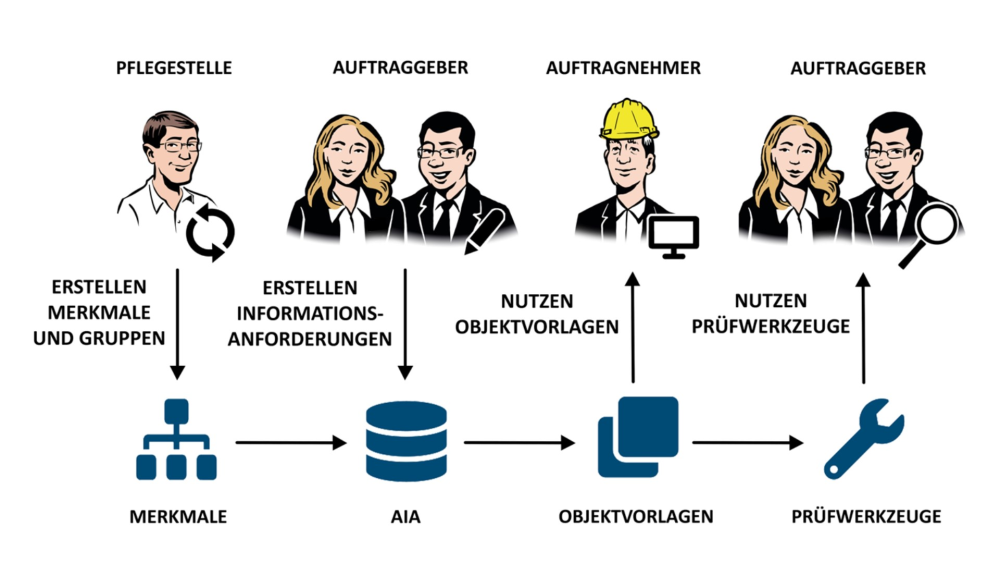 PFLEGESTELLE
AUFTRAGGEBER
AUFTRAGNEHMER
AUFTRAGGEBER
ERSTELLEN
MERKMALE
UND GRUPPEN
ERSTELLEN
INFORMATIONS-
ANFORDERUNGEN
NUTZEN
OBJEKTVORLAGEN
NUTZEN
PRÜFWERKZEUGE
MERKMALE
AIA
OBJEKTVORLAGEN
PRÜFWERKZEUGE